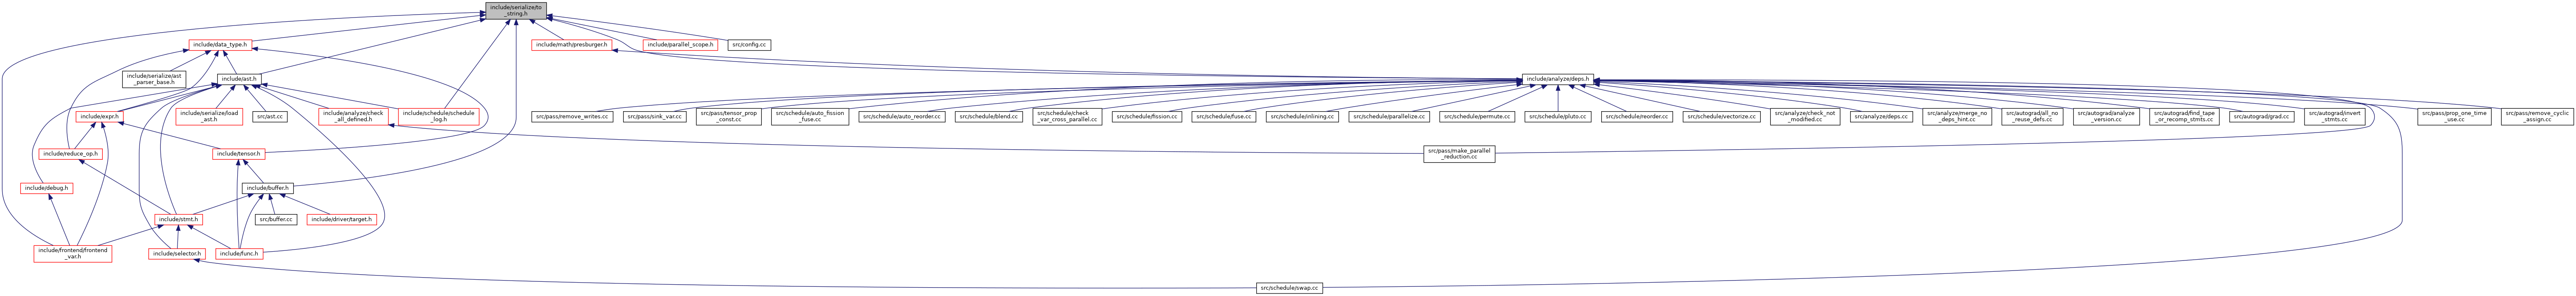 include/serialize/to
_string.h
include/data_type.h
include/math/presburger.h
include/parallel_scope.h
src/config.cc
include/serialize/ast
_parser_base.h
include/ast.h
include/analyze/deps.h
include/expr.h
include/serialize/load
_ast.h
src/ast.cc
include/analyze/check
_all_defined.h
include/schedule/schedule
_log.h
src/pass/remove_writes.cc
src/pass/sink_var.cc
src/pass/tensor_prop
_const.cc
src/schedule/auto_fission
_fuse.cc
src/schedule/auto_reorder.cc
src/schedule/blend.cc
src/schedule/check
_var_cross_parallel.cc
src/schedule/fission.cc
src/schedule/fuse.cc
src/schedule/inlining.cc
src/schedule/parallelize.cc
src/schedule/permute.cc
src/schedule/pluto.cc
src/schedule/reorder.cc
src/schedule/vectorize.cc
src/analyze/check_not
_modified.cc
src/analyze/deps.cc
src/analyze/merge_no
_deps_hint.cc
src/autograd/all_no
_reuse_defs.cc
src/autograd/analyze
_version.cc
src/autograd/find_tape
_or_recomp_stmts.cc
src/autograd/grad.cc
src/autograd/invert
_stmts.cc
src/pass/prop_one_time
_use.cc
src/pass/remove_cyclic
_assign.cc
include/reduce_op.h
include/tensor.h
src/pass/make_parallel
_reduction.cc
include/debug.h
include/buffer.h
include/stmt.h
src/buffer.cc
include/driver/target.h
include/frontend/frontend
_var.h
include/selector.h
include/func.h
src/schedule/swap.cc